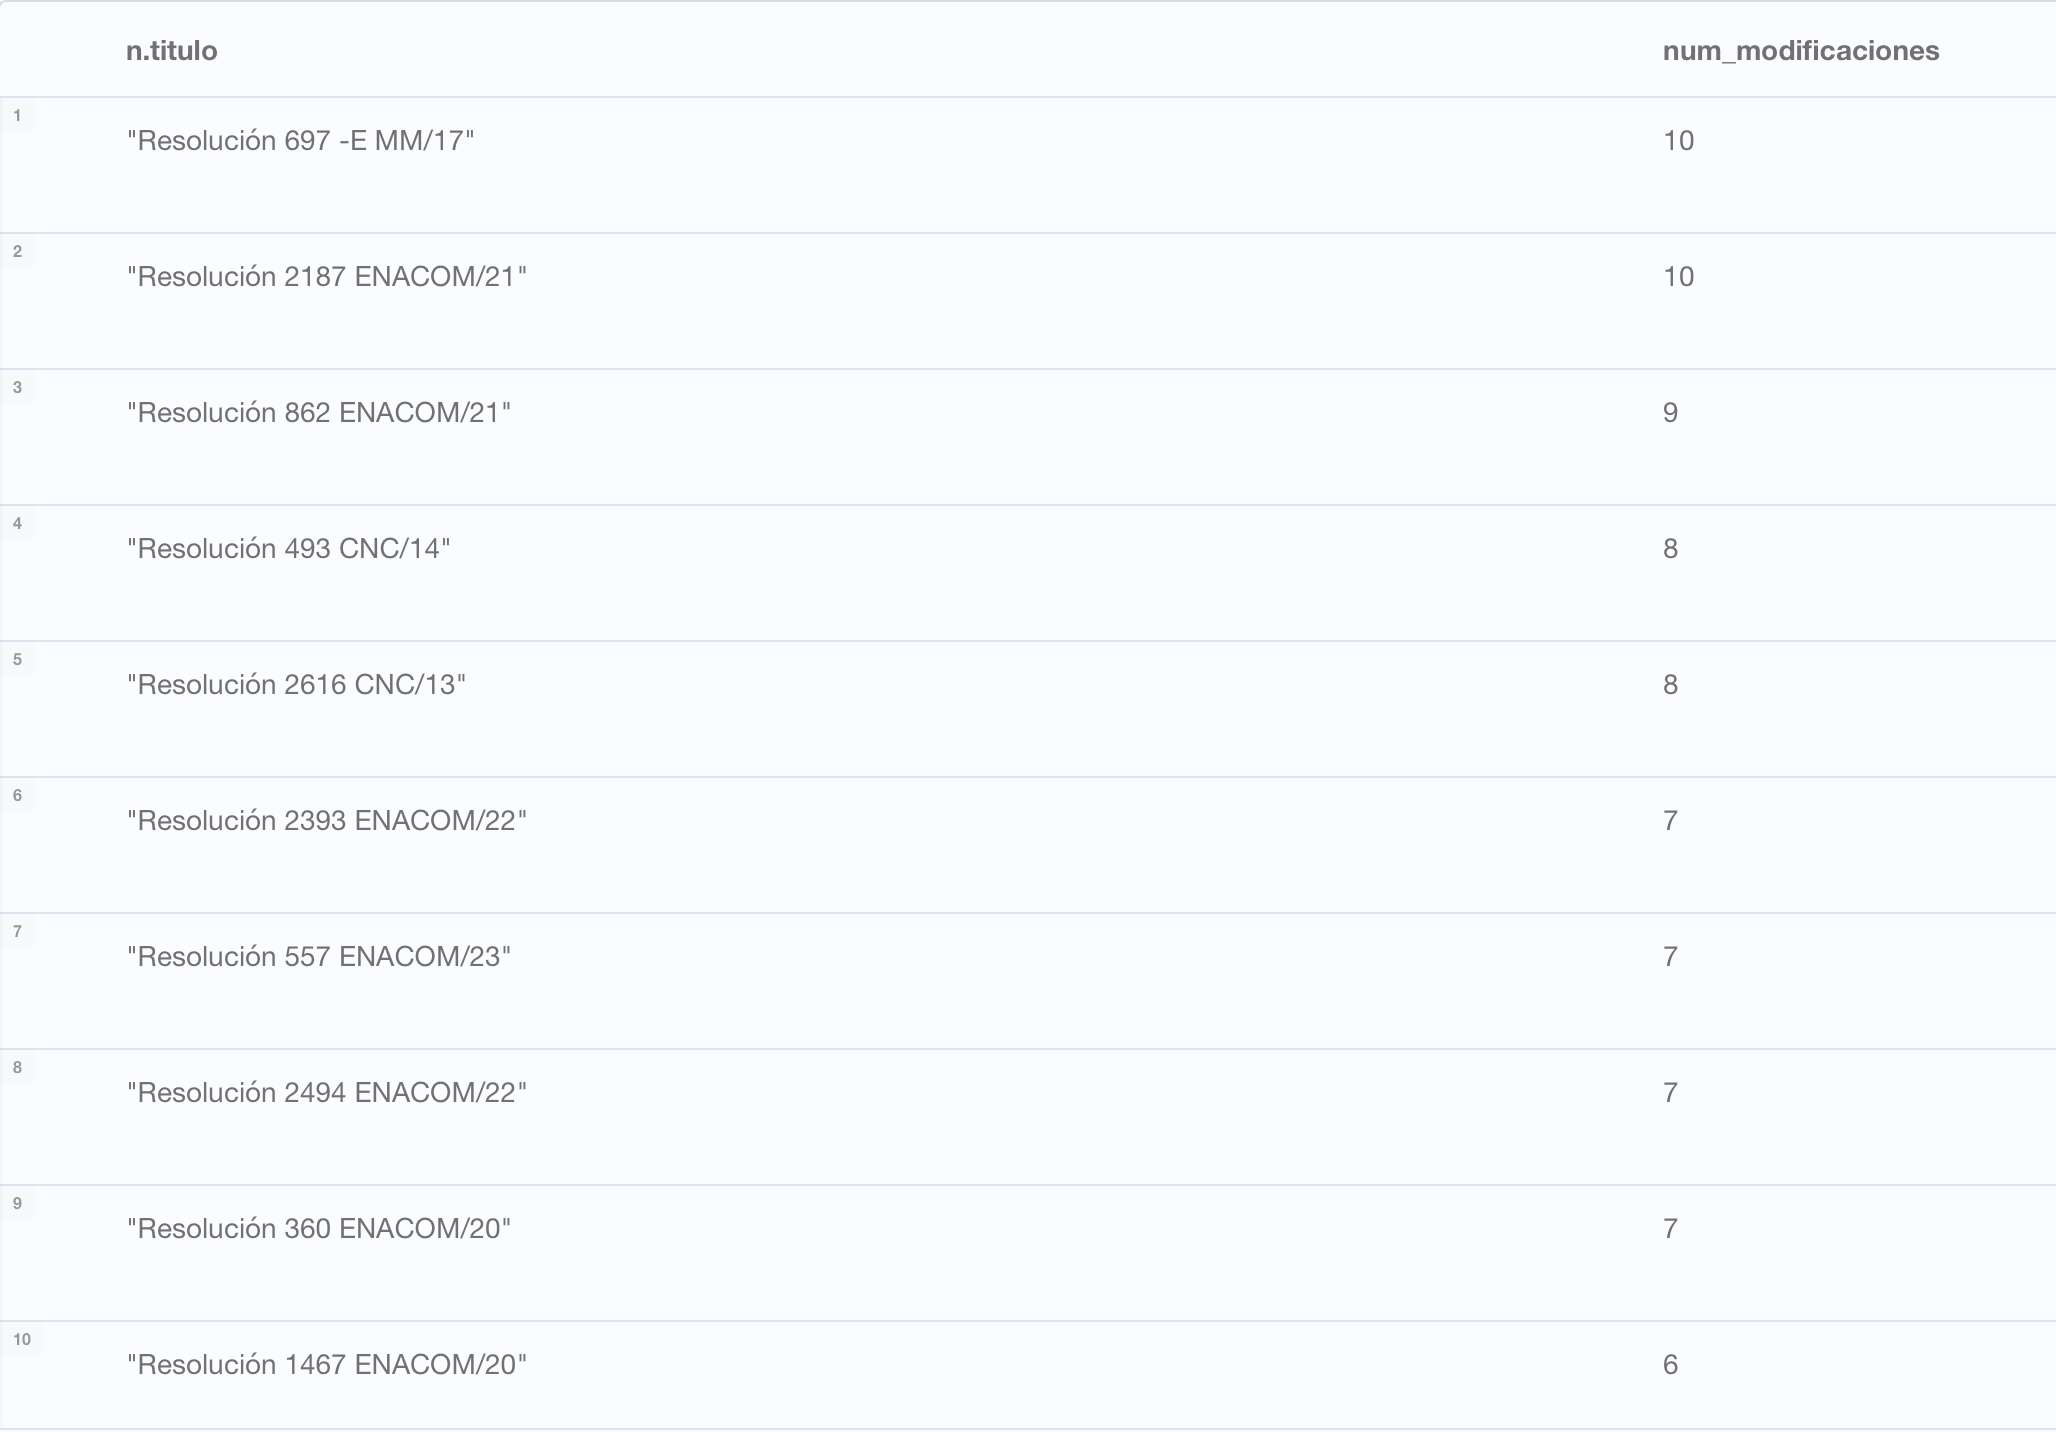 n.titulo num_modificaciones
1
"Resolución 697 -E MM/17" 10
2
"Resolución 2187 ENACOM/21" 10
3
"Resolución 862 ENACOM/21" 9
4
"Resolución 493 CNC/14" 8
5
"Resolución 2616 CNC/13" 8
6
"Resolución 2393 ENACOM/22" 7
7
"Resolución 557 ENACOM/23" 7
8
"Resolución 2494 ENACOM/22" 7
9
"Resolución 360 ENACOM/20" 7
10
"Resolución 1467 ENACOM/20" 6